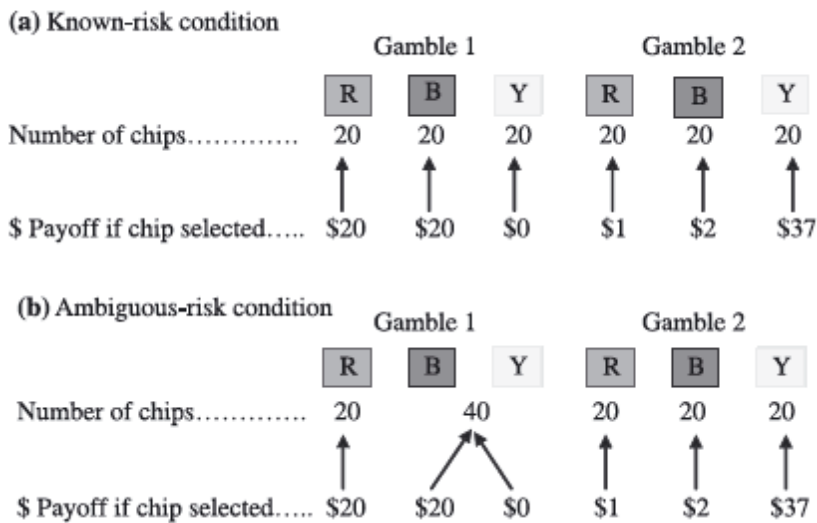 (a) Known-risk condition
Gamble 1 Gamble 2
R B Y R B Y
Number of chips............. 20 20 20 20 20 20
$ Payoff if chip selected..... $20 $20 $0 $1 $2 $37
(b) Ambiguous-risk condition
Gamble 1 Gamble 2
R B Y R B Y
Number of chips............. 20 40 20 20 20
$ Payoff if chip selected..... $20 $20 $0 $1 $2 $37